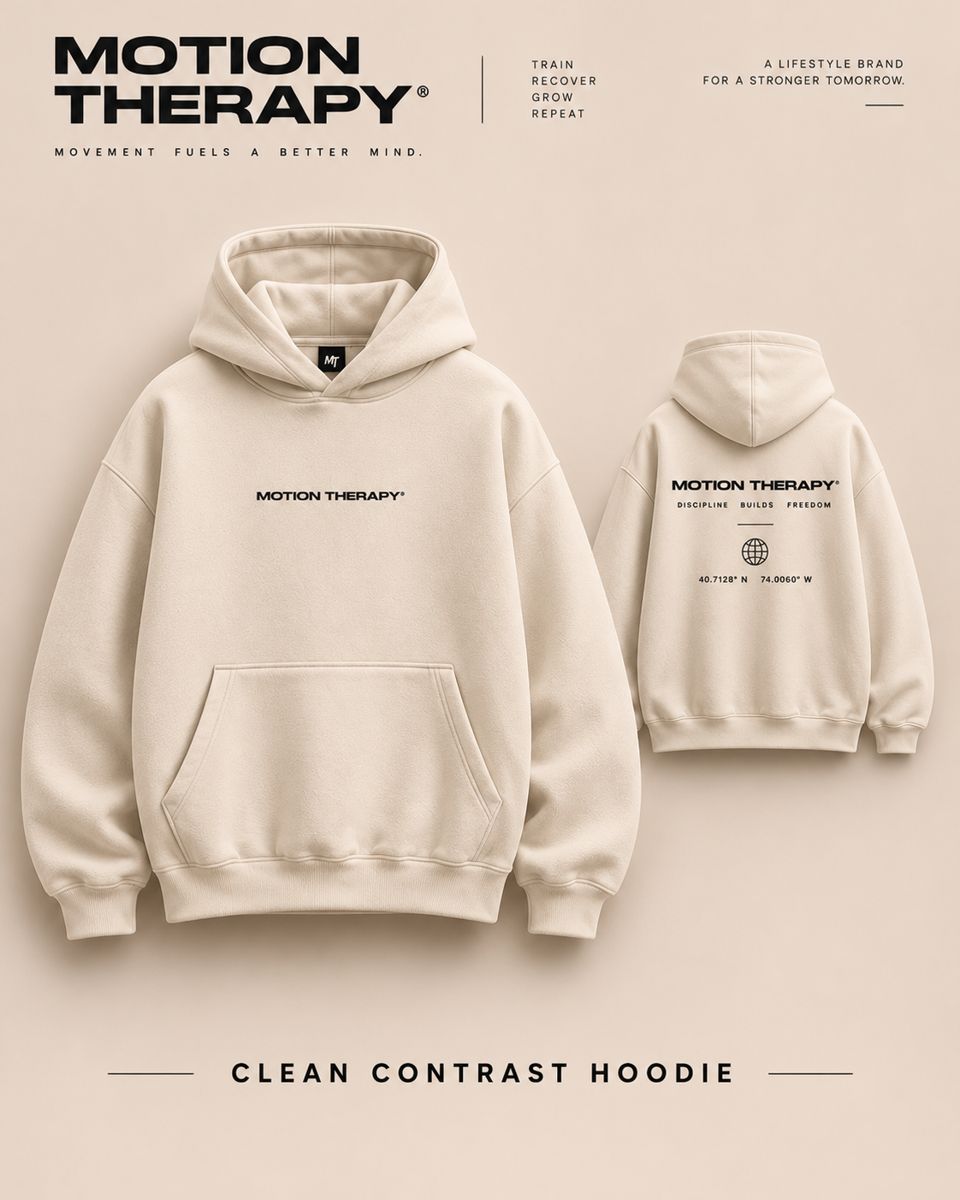 MOTION
THERAPY®
MOVEMENT FUELS A BETTER MIND.
TRAIN
RECOVER
GROW
REPEAT
A LIFESTYLE BRAND
FOR A STRONGER TOMORROW.
MT
MOTION THERAPY®
MOTION THERAPY®
DISCIPLINE BUILDS FREEDOM
40.7128° N 74.0060° W
CLEAN CONTRAST HOODIE